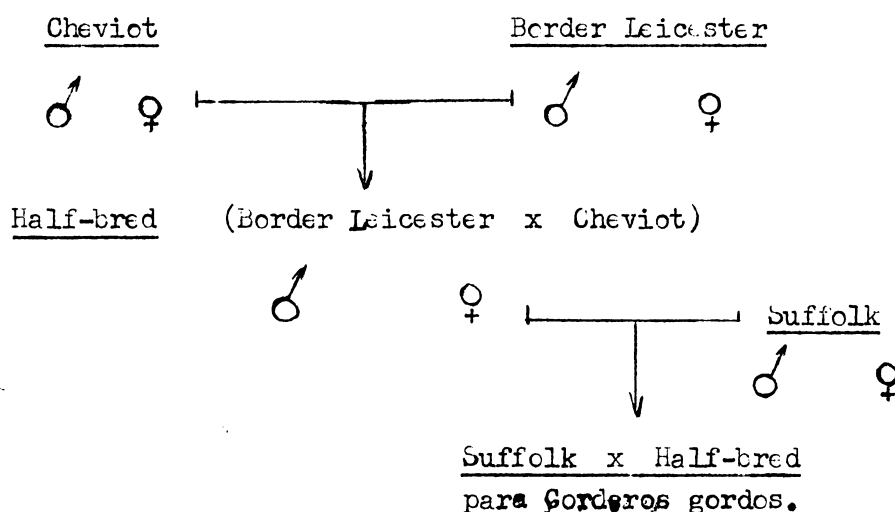 Cheviot Border Leicester
♂ ♀ ♂ ♀
Half-bred (Border Leicester x Cheviot)
♂ ♀
Suffolk
♂ ♀
Suffolk x Half-bred
para Corderos gordos.